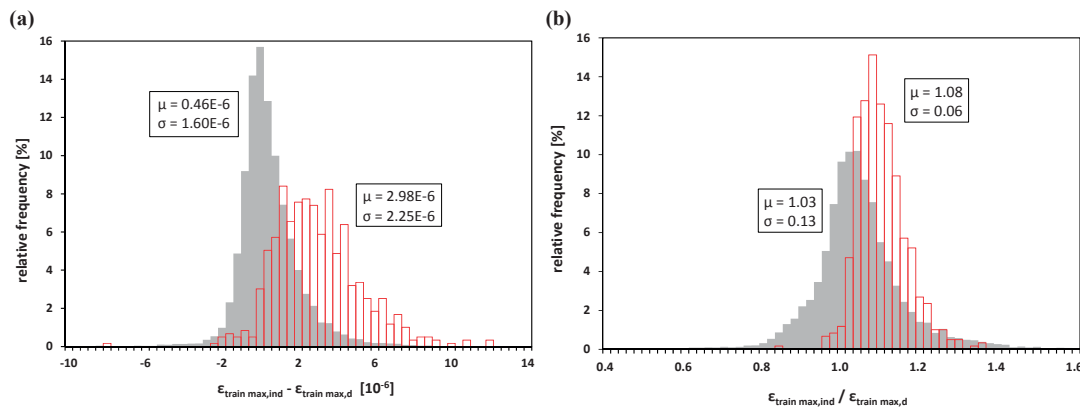 (a)
relative frequency [%]
16
14
12
10
8
6
4
2
0
μ = 0.46E-6
σ = 1.60E-6
μ = 2.98E-6
σ = 2.25E-6
-10 -6 -2 2 6 10 14
εtrain max,ind - εtrain max,d [10-6]
(b)
relative frequency [%]
16
14
12
10
8
6
4
2
0
μ = 1.08
σ = 0.06
μ = 1.03
σ = 0.13
0.4 0.6 0.8 1.0 1.2 1.4 1.6
εtrain max,ind / εtrain max,d